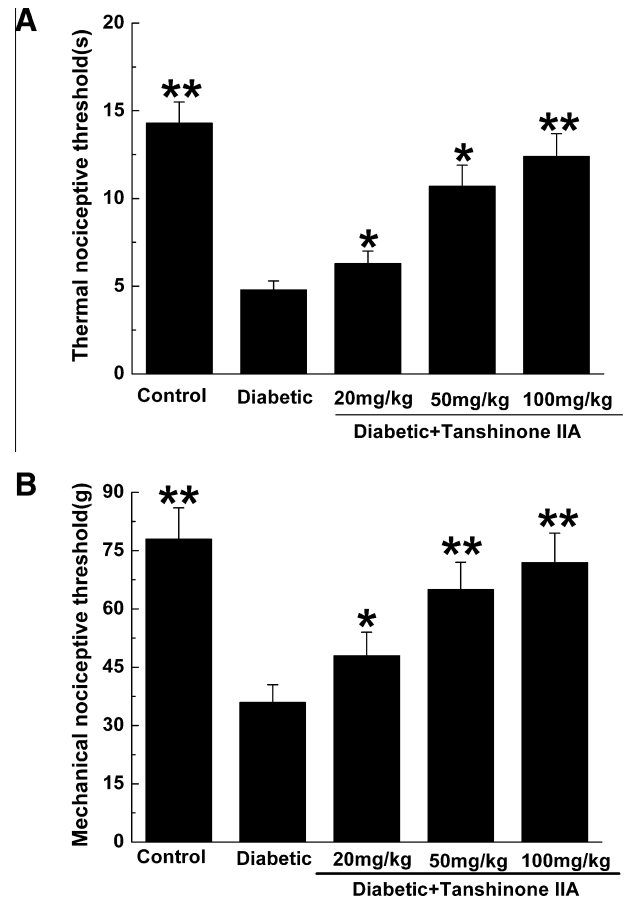 A
Thermal nociceptive threshold(s)
20
15
10
5
0
**
*
*
**
Control Diabetic 20mg/kg 50mg/kg 100mg/kg
Diabetic+Tanshinone IIA
B
Mechanical nociceptive threshold(g)
90
75
60
45
30
15
0
**
*
**
**
Control Diabetic 20mg/kg 50mg/kg 100mg/kg
Diabetic+Tanshinone IIA